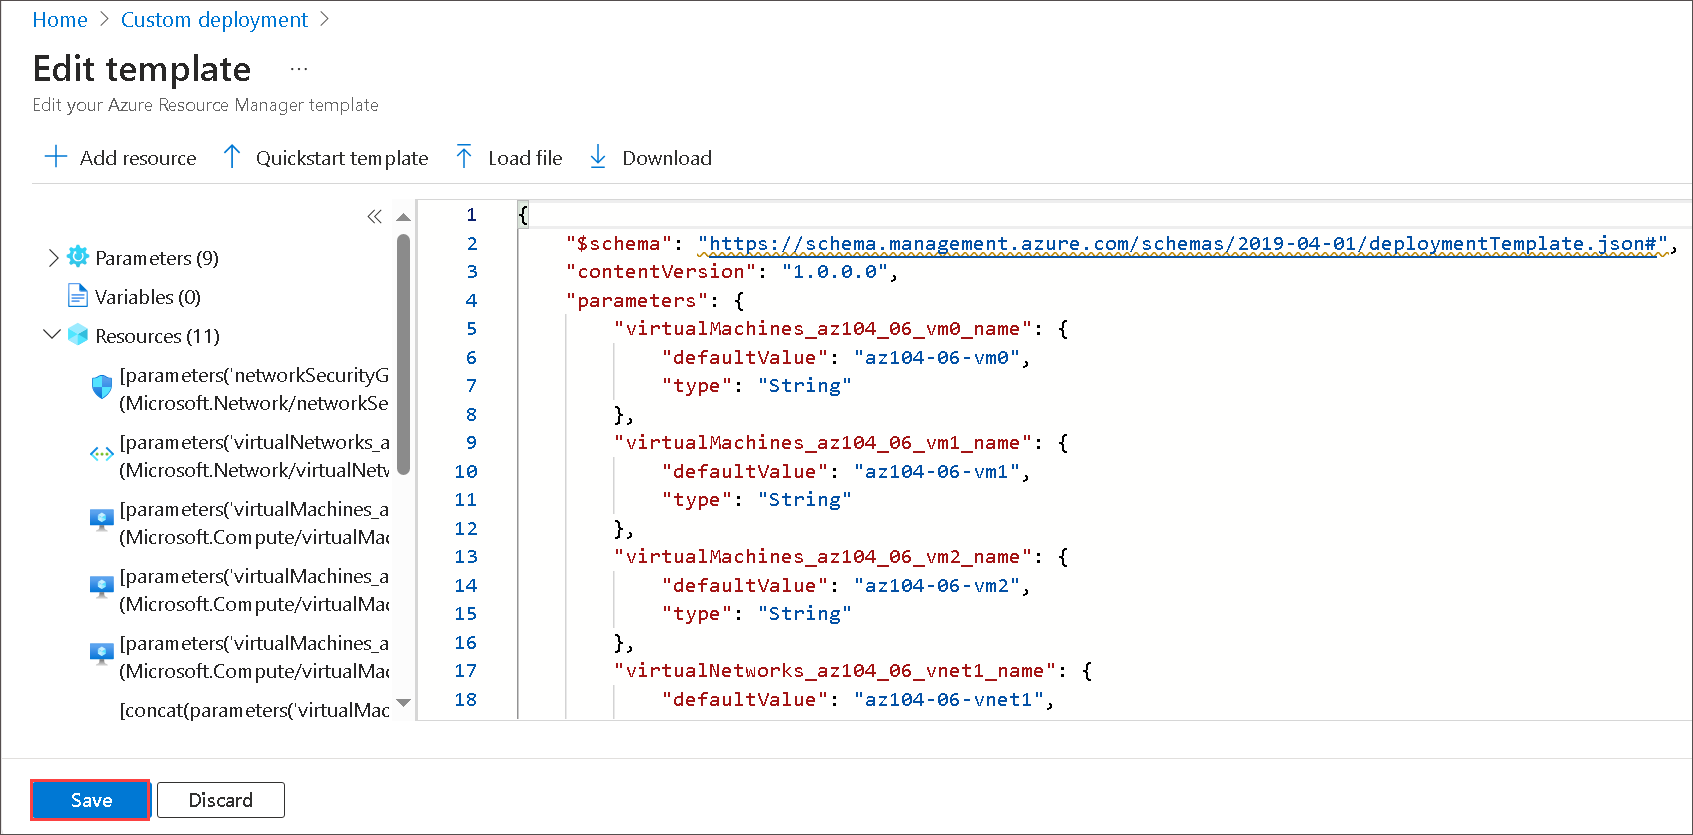 Home > Custom deployment >
Edit template ...
Edit your Azure Resource Manager template
Add resource Quickstart template Load file Download
Parameters (9)
Variables (0)
Resources (11)
[parameters('networkSecurityG
(Microsoft.Network/networkSe
[parameters('virtualNetworks_a
(Microsoft.Network/virtualNetw
[parameters('virtualMachines_a
(Microsoft.Compute/virtualMac
[parameters('virtualMachines_a
(Microsoft.Compute/virtualMac
[parameters('virtualMachines_a
(Microsoft.Compute/virtualMac
[concat(parameters('virtualMac
1 {
2 "$schema": "https://schema.management.azure.com/schemas/2019-04-01/deploymentTemplate.json#",
3 "contentVersion": "1.0.0.0",
4 "parameters": {
5 "virtualMachines_az104_06_vm0_name": {
6 "defaultValue": "az104-06-vm0",
7 "type": "String"
8 },
9 "virtualMachines_az104_06_vm1_name": {
10 "defaultValue": "az104-06-vm1",
11 "type": "String"
12 },
13 "virtualMachines_az104_06_vm2_name": {
14 "defaultValue": "az104-06-vm2",
15 "type": "String"
16 },
17 "virtualNetworks_az104_06_vnet1_name": {
18 "defaultValue": "az104-06-vnet1",
Save Discard